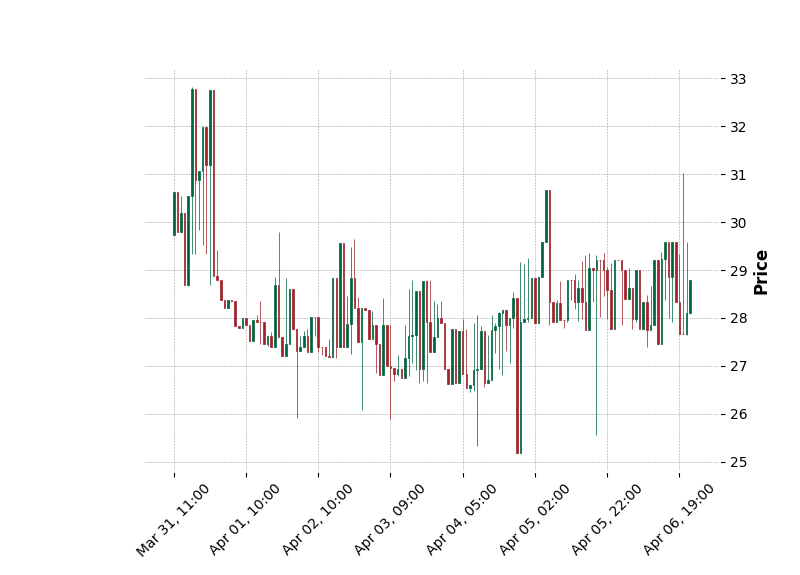 33
32
31
30
29
28
27
26
25
Price
Mar 31, 11:00
Apr 01, 10:00
Apr 02, 10:00
Apr 03, 09:00
Apr 04, 05:00
Apr 05, 02:00
Apr 05, 22:00
Apr 06, 19:00